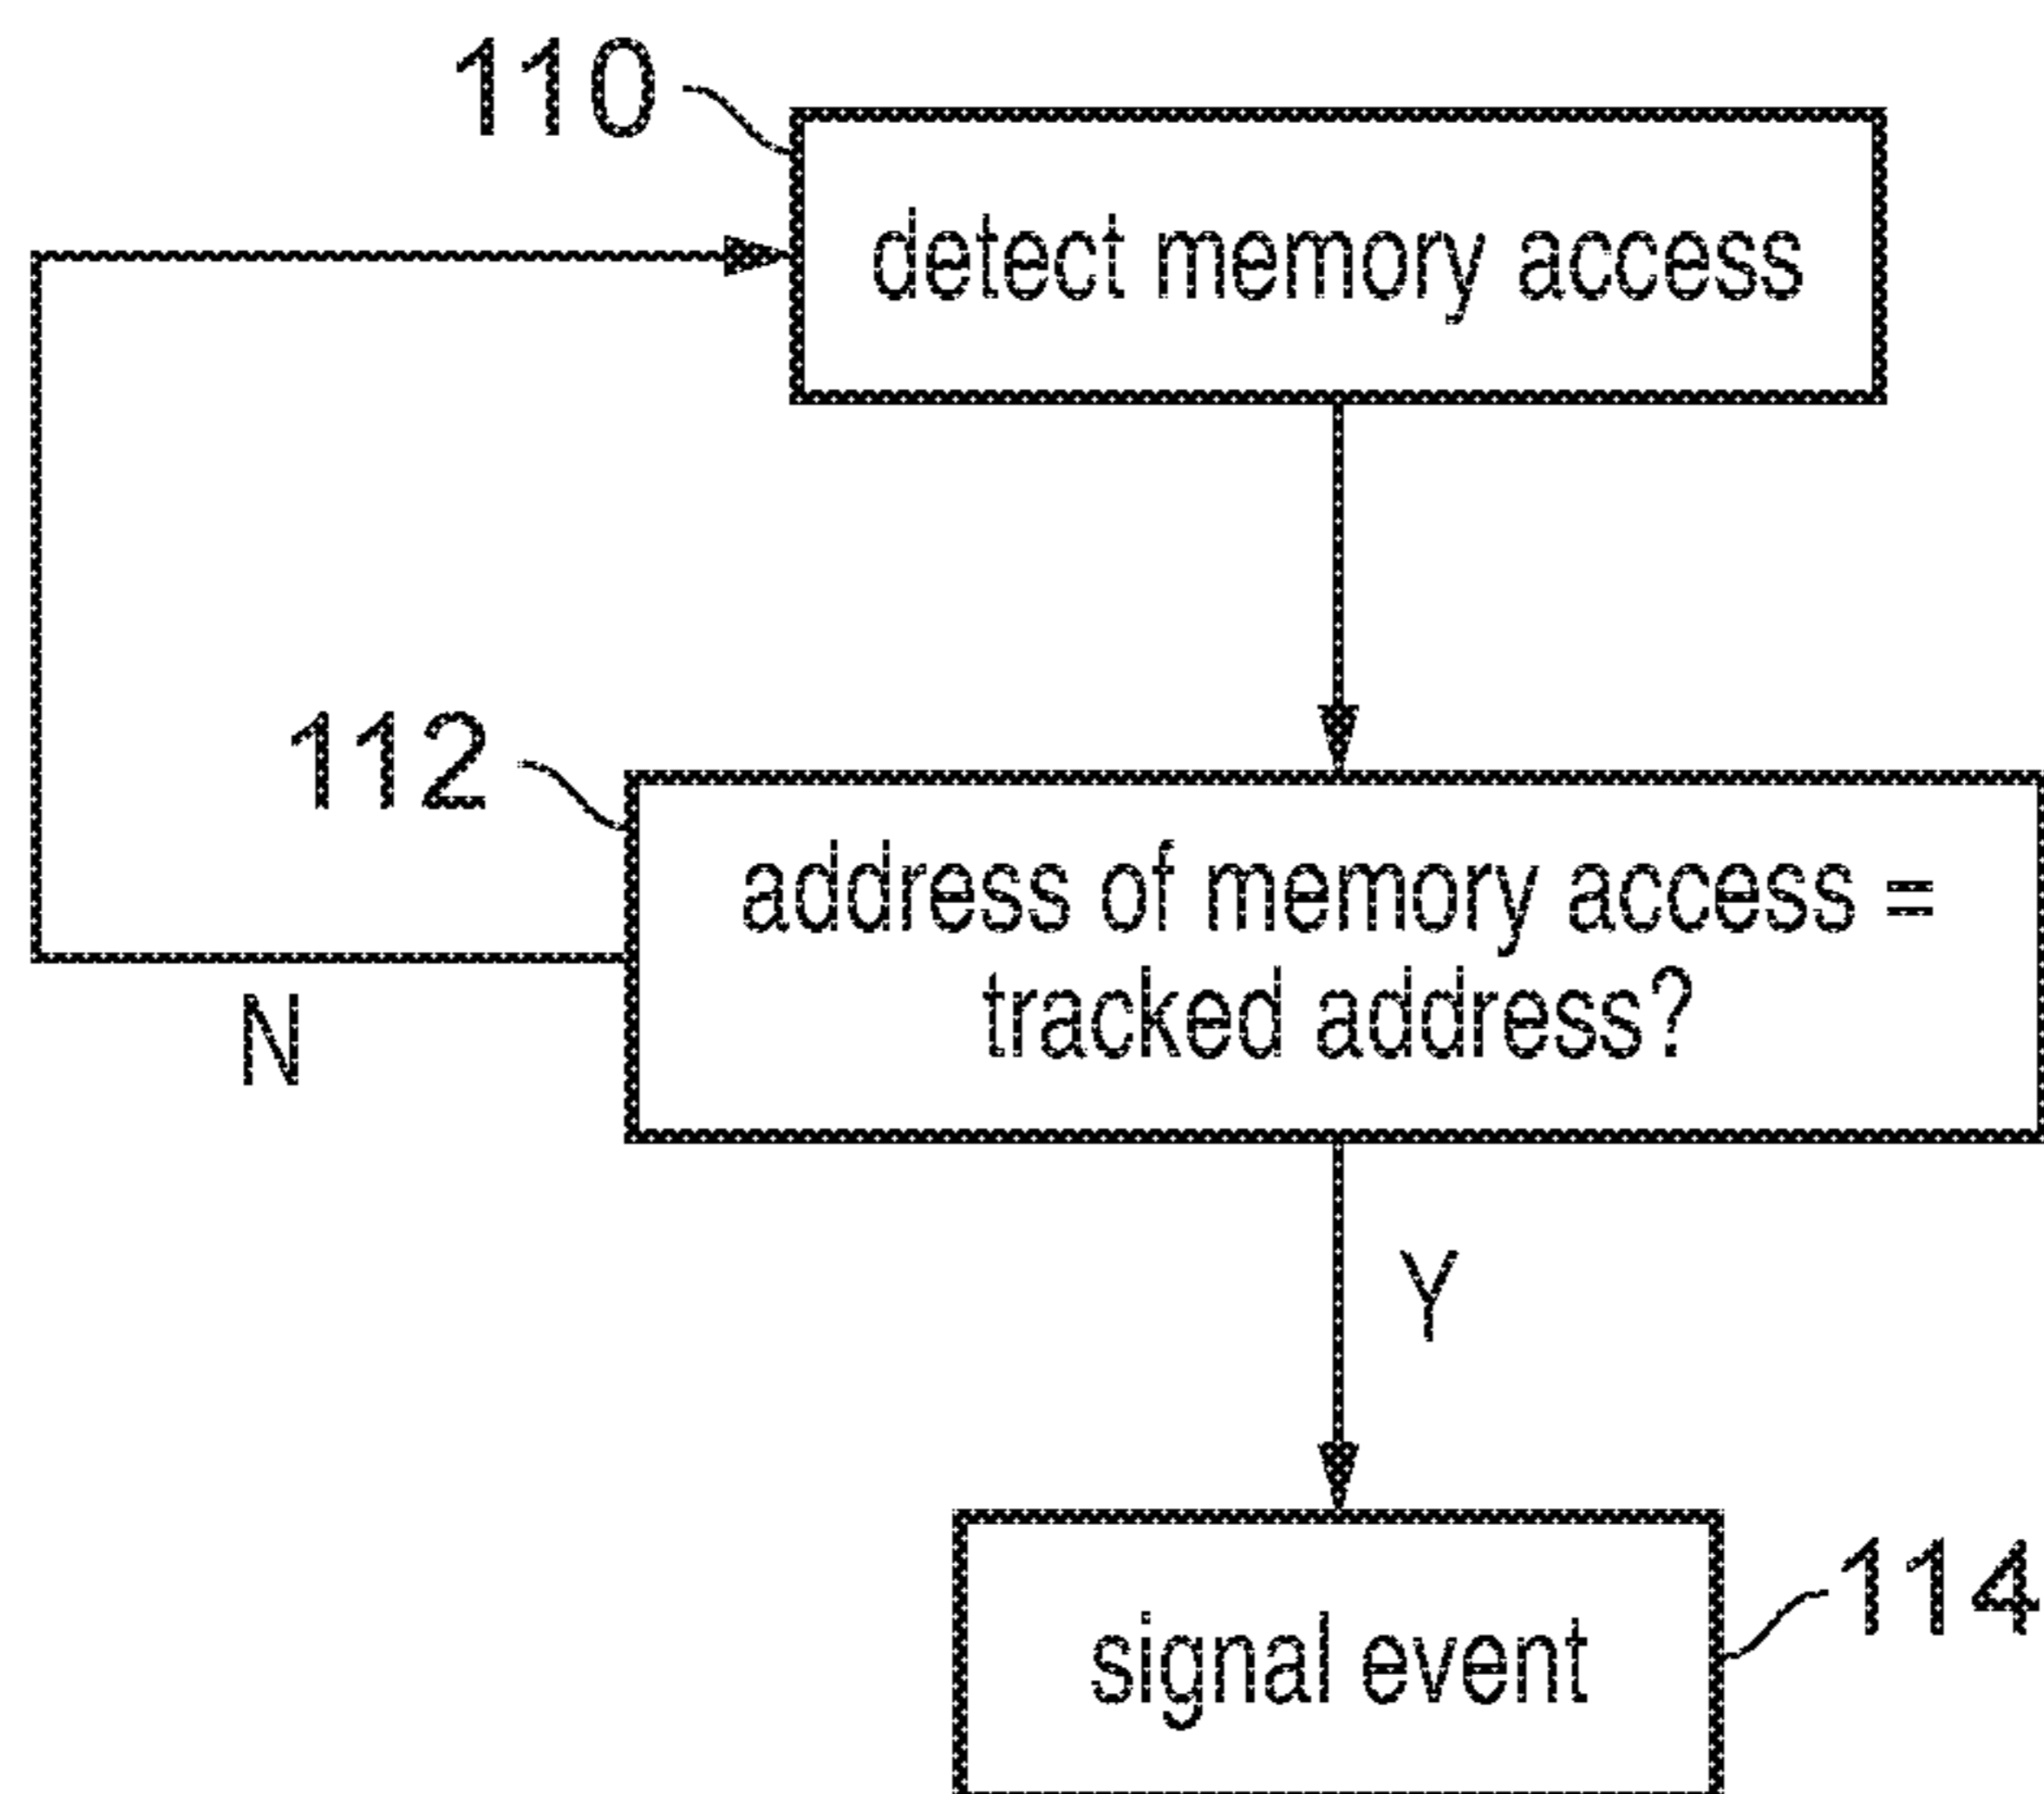 110
detect memory access
112
address of memory access =
tracked address?
N
Y
114
signal event